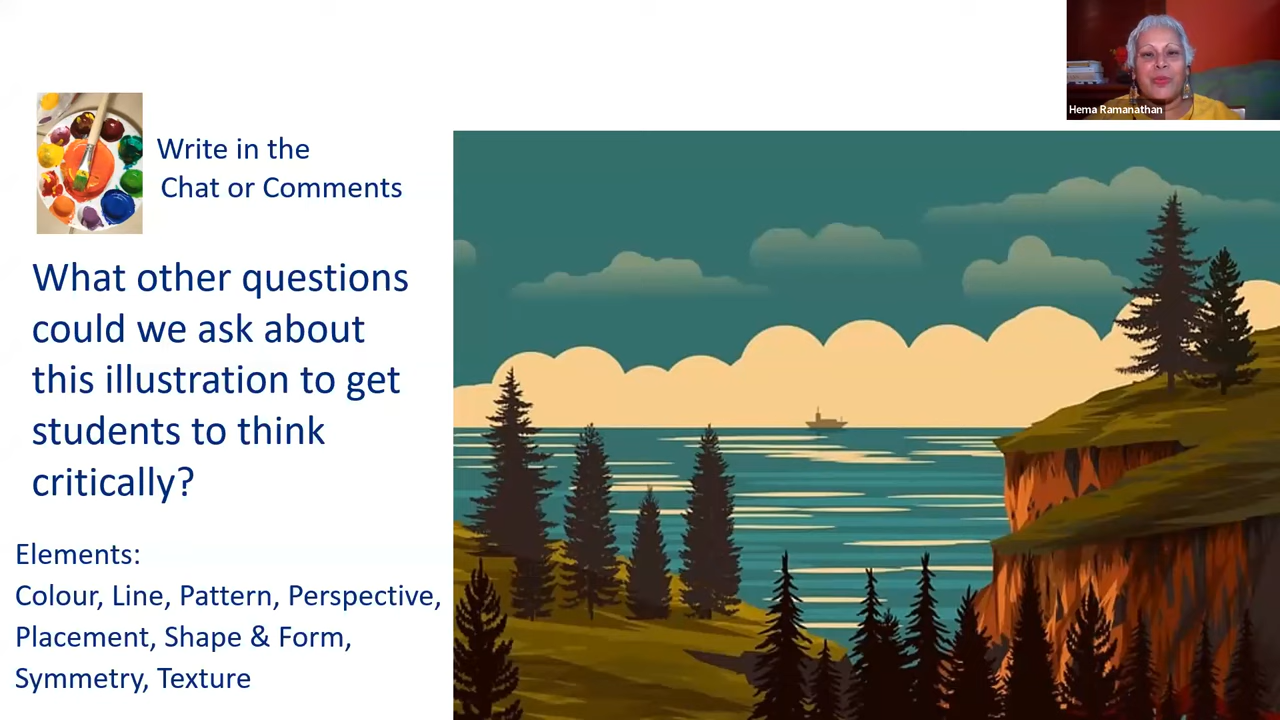 Hema Ramanathan
Write in the
Chat or Comments
What other questions
could we ask about
this illustration to get
students to think
critically?
Elements:
Colour, Line, Pattern, Perspective,
Placement, Shape & Form,
Symmetry, Texture